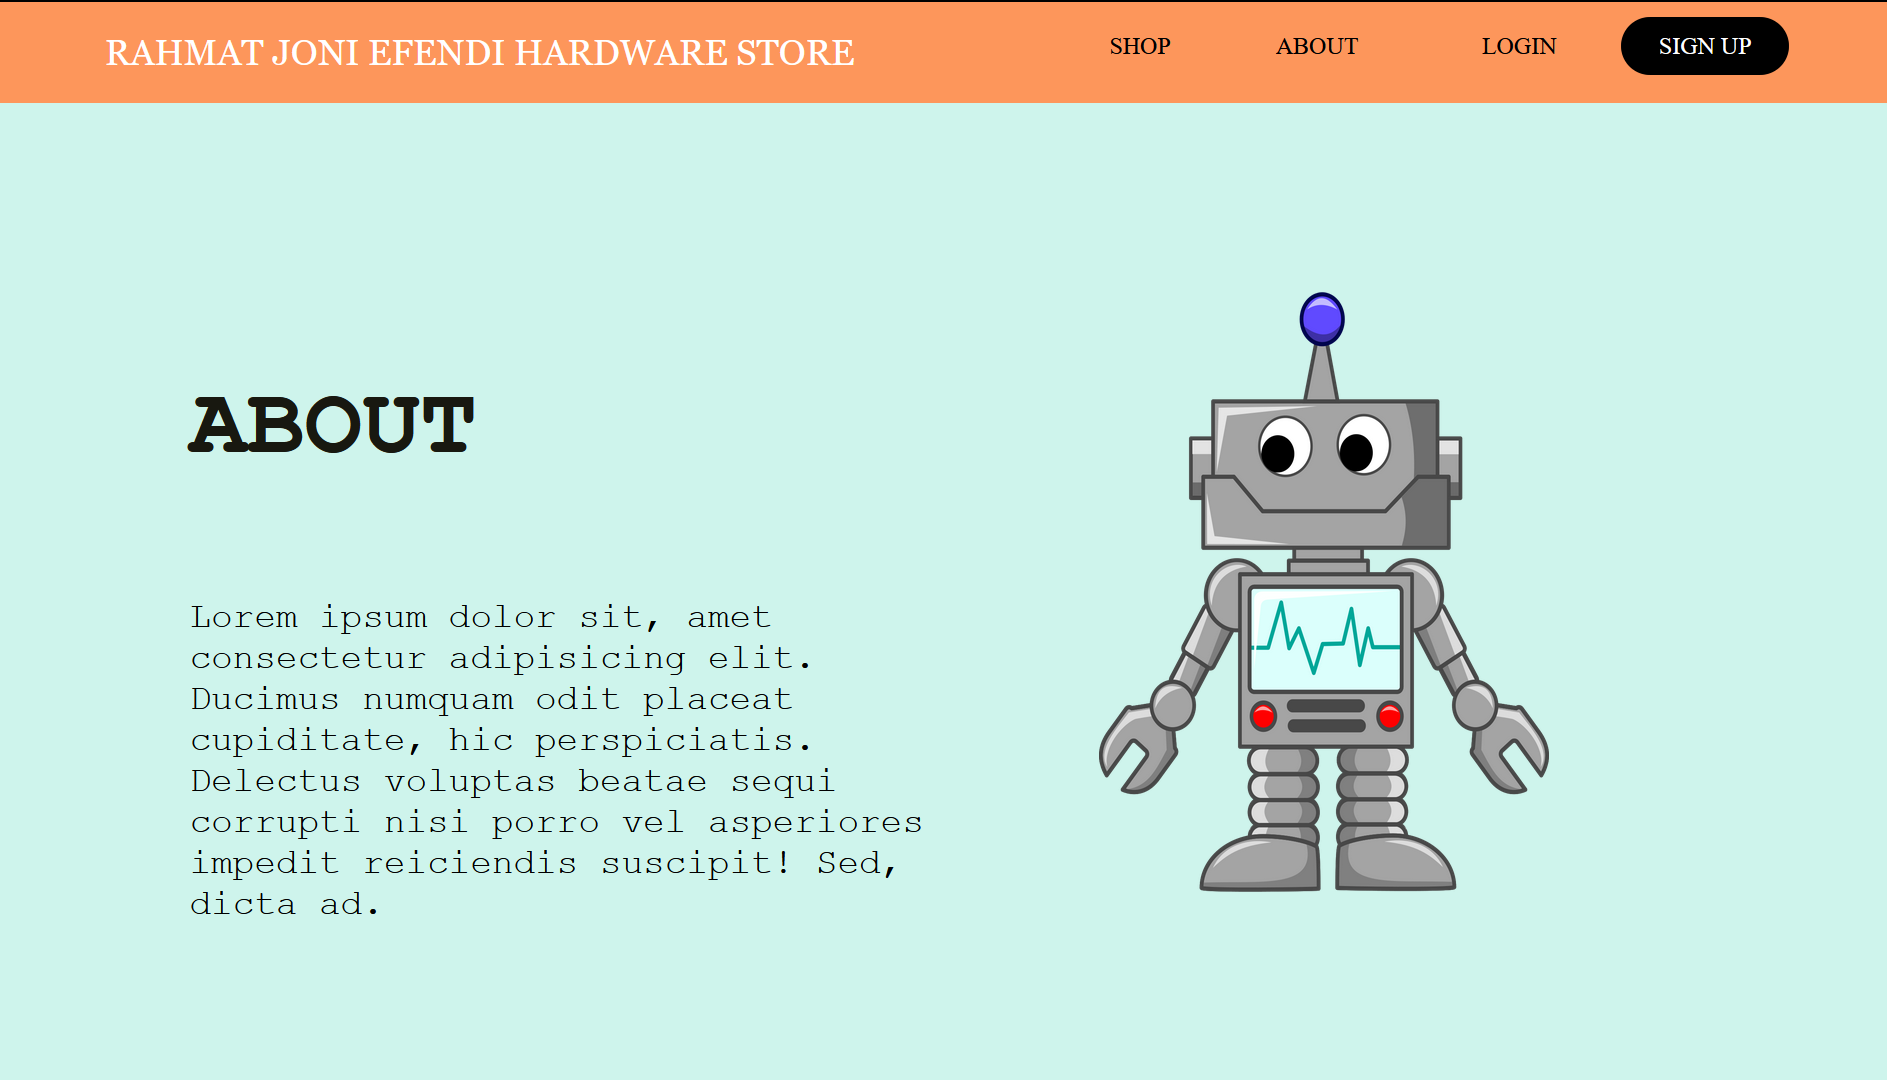 RAHMAT JONI EFENDI HARDWARE STORE
SHOP
ABOUT
LOGIN
SIGN UP
ABOUT
Lorem ipsum dolor sit, amet
consectetur adipisicing elit.
Ducimus numquam odit placeat
cupiditate, hic perspiciatis.
Delectus voluptas beatae sequi
corrupti nisi porro vel asperiores
impedit reiciendis suscipit! Sed,
dicta ad.